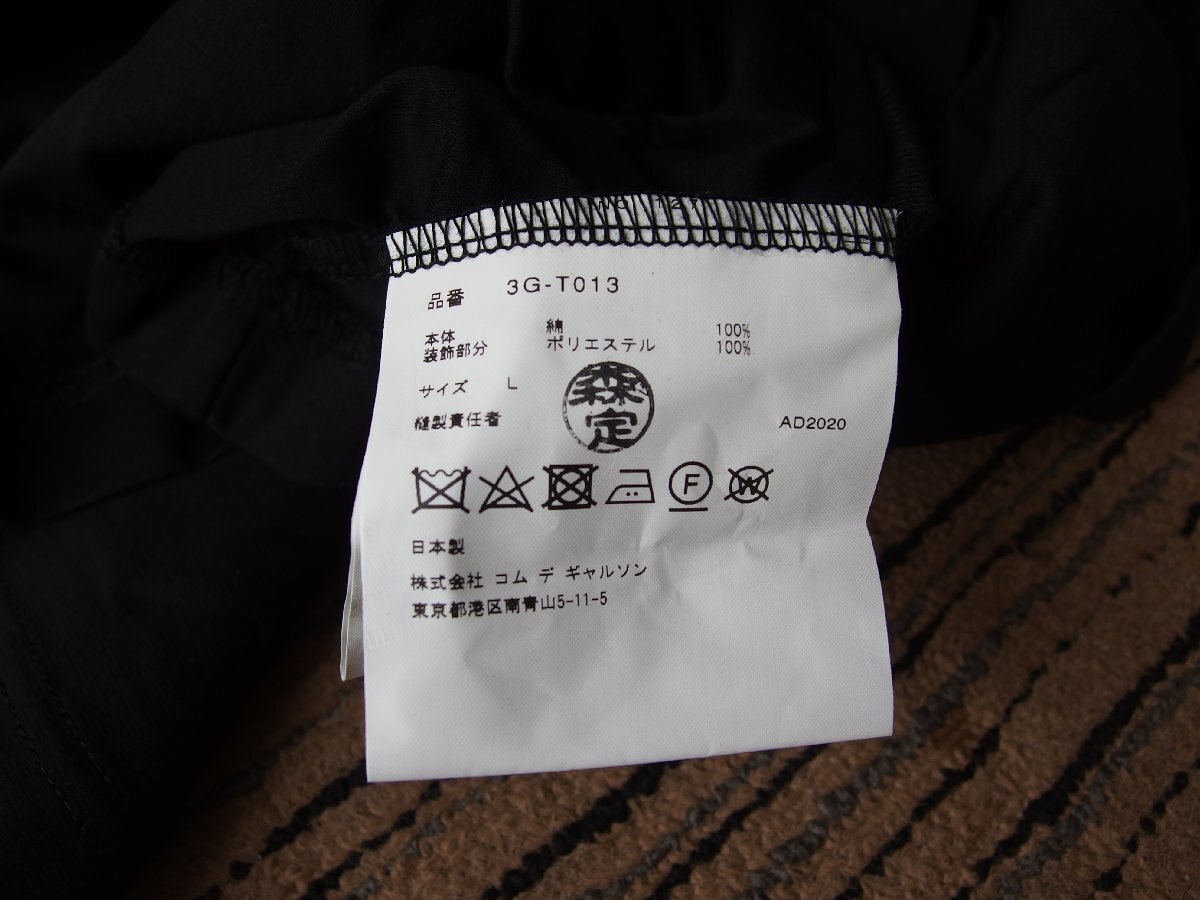 品番 3G-T013
本体 綿 100%
装飾部分 ポリエステル 100%
サイズ L
縫製責任者 森定 AD2020
F W
日本製
株式会社 コム デ ギャルソン
東京都港区南青山5-11-5